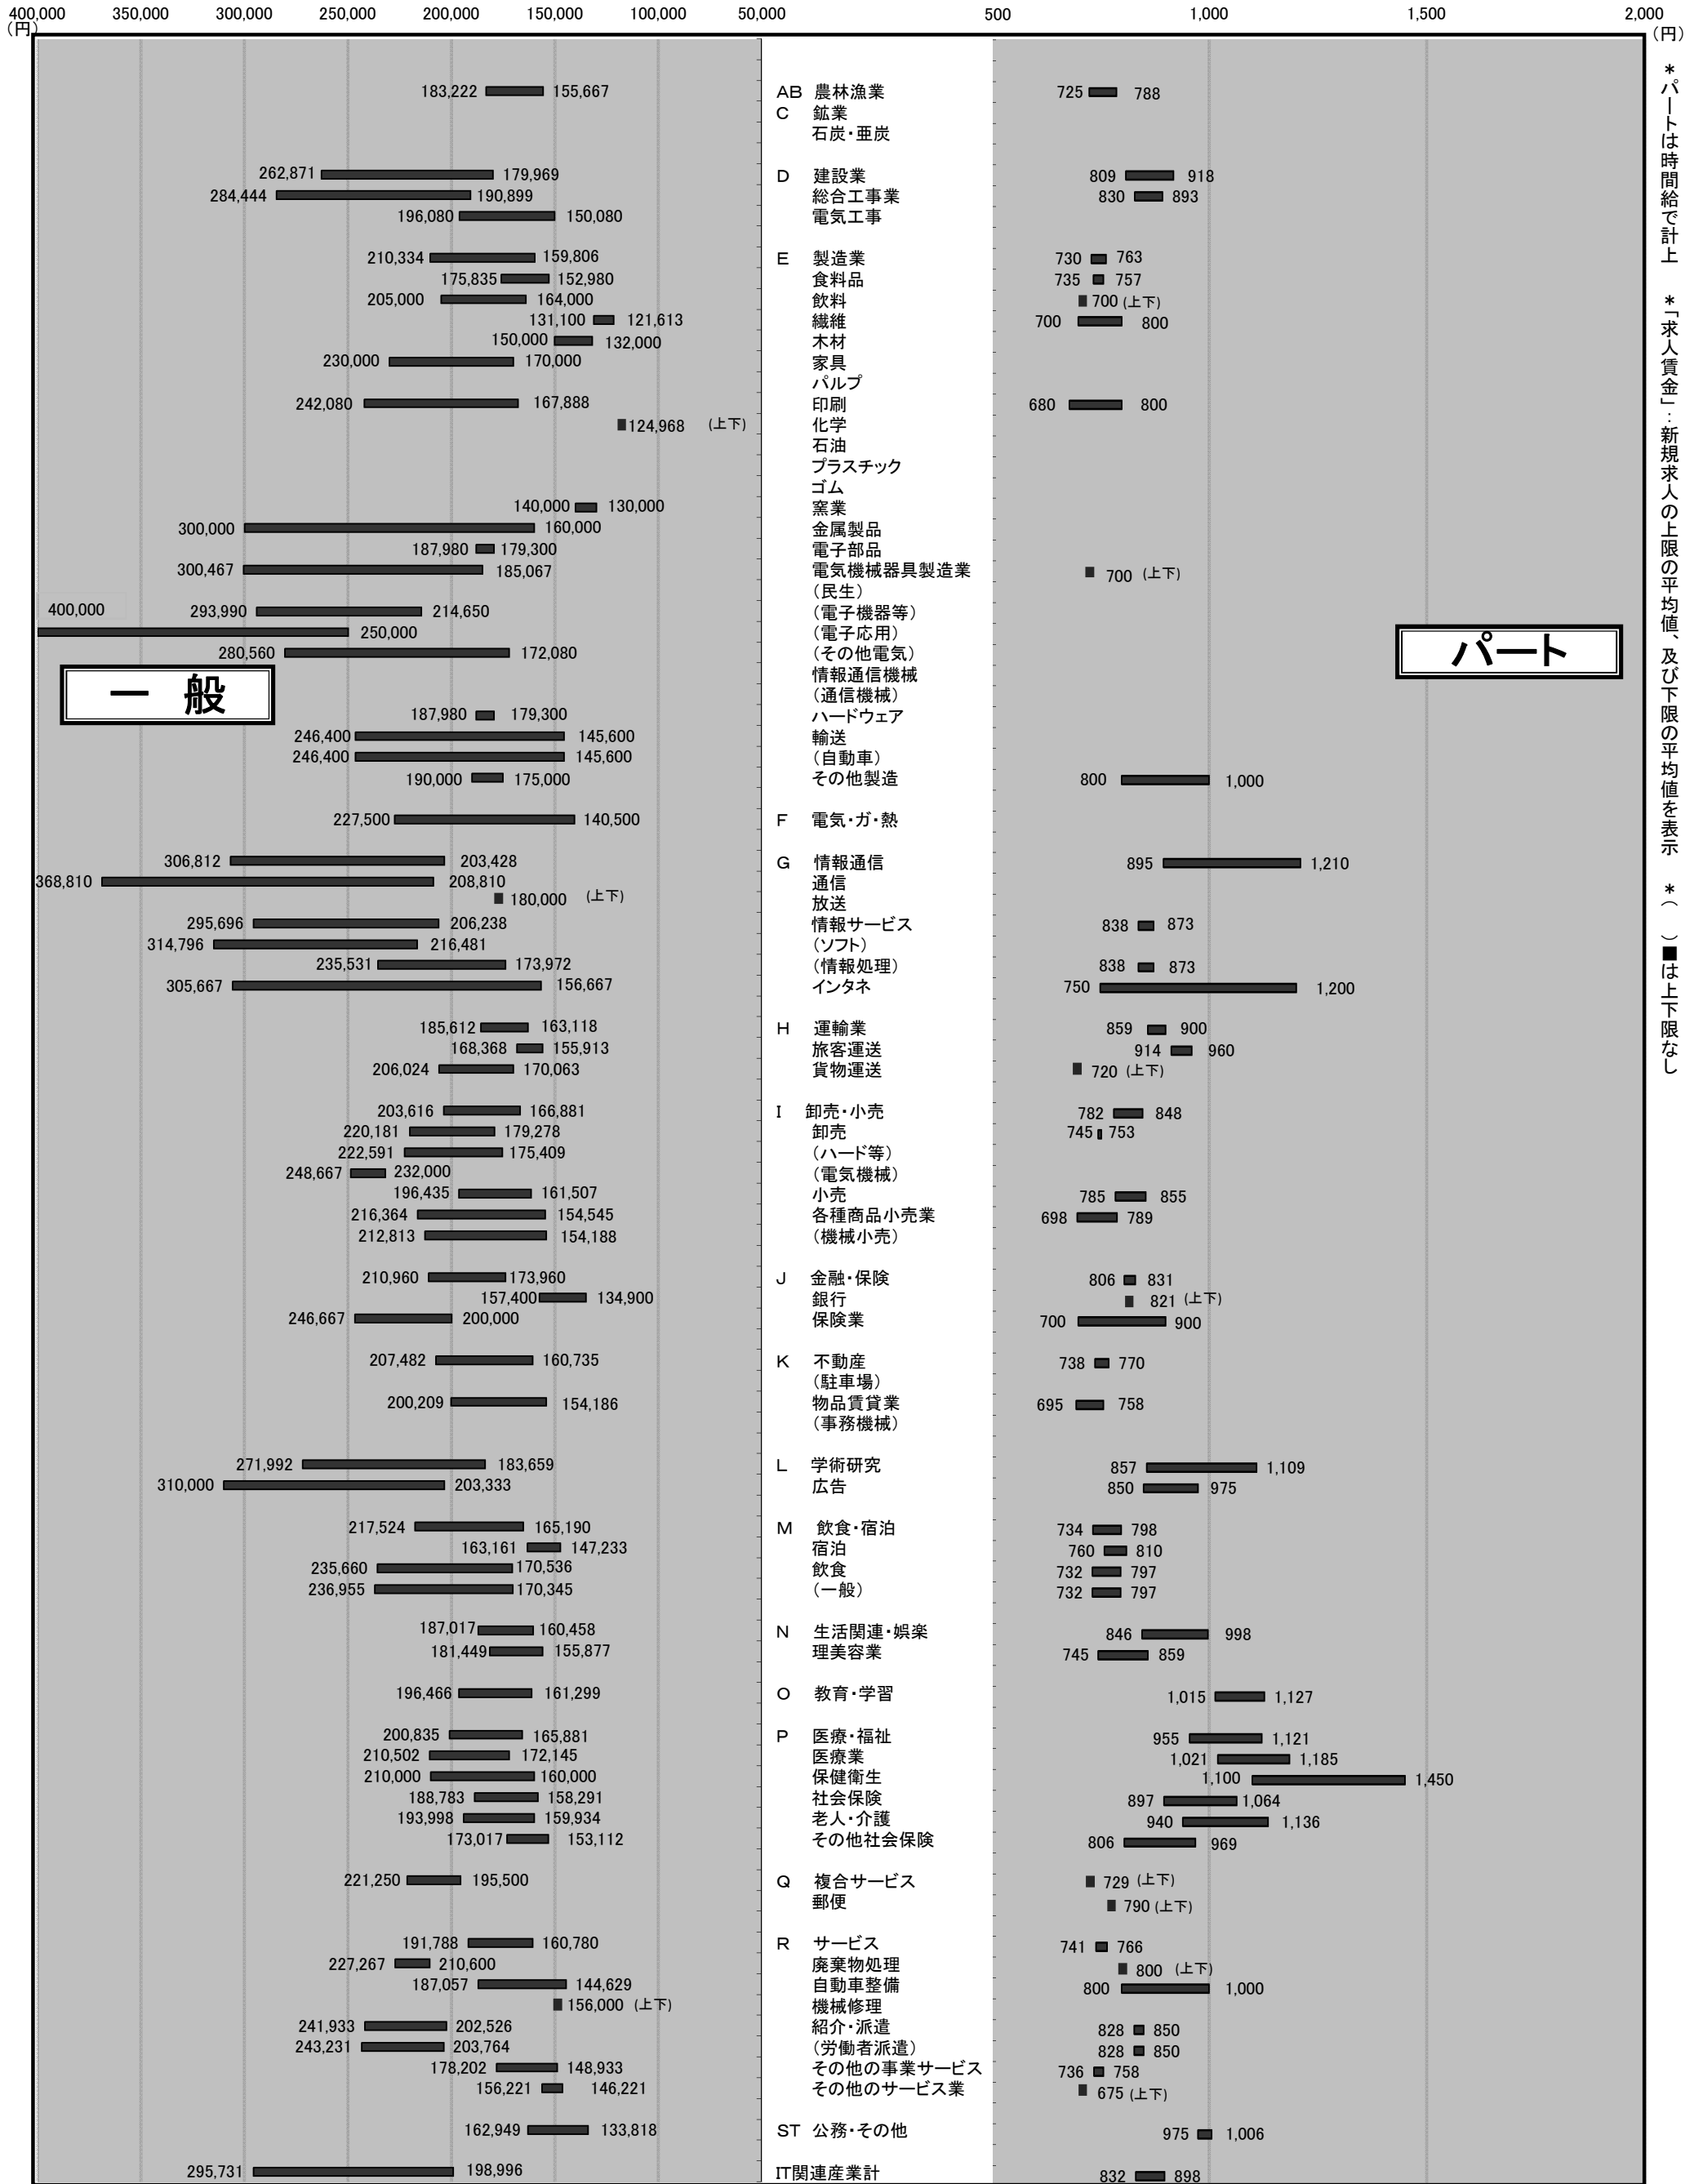 400,000 350,000 300,000 250,000 200,000 150,000 100,000 50,000 500 1,000 1,500 2,000
(円) (円)
183,222 155,667 AB 農林漁業 725 788
C 鉱業
石炭・亜炭
262,871 179,969 D 建設業 809 918
284,444 190,899 総合工事業 830 893
196,080 150,080 電気工事
210,334 159,806 E 製造業 730 763
175,835 152,980 食料品 735 757
205,000 164,000 飲料 700 (上下)
131,100 121,613 繊維 700 800
150,000 132,000 木材
230,000 170,000 家具
パルプ
242,080 167,888 印刷 680 800
124,968 (上下) 化学
石油
プラスチック
ゴム
140,000 130,000 窯業
300,000 160,000 金属製品
187,980 179,300 電子部品
300,467 185,067 電気機械器具製造業 700 (上下)
(民生)
293,990 214,650 (電子機器等)
400,000 250,000 (電子応用)
280,560 172,080 (その他電気)
情報通信機械
(通信機械)
187,980 179,300 ハードウェア
246,400 145,600 輸送
246,400 145,600 (自動車)
190,000 175,000 その他製造 800 1,000
一 般
パート
227,500 140,500 F 電気・ガ・熱
306,812 203,428 G 情報通信 895 1,210
368,810 208,810 通信
180,000 (上下) 放送
295,696 206,238 情報サービス 838 873
314,796 216,481 (ソフト)
235,531 173,972 (情報処理) 838 873
305,667 156,667 インタネ 750 1,200
185,612 163,118 H 運輸業 859 900
168,368 155,913 旅客運送 914 960
206,024 170,063 貨物運送 720 (上下)
203,616 166,881 I 卸売・小売 782 848
220,181 179,278 卸売 745 753
222,591 175,409 (ハード等)
248,667 232,000 (電気機械)
196,435 161,507 小売 785 855
216,364 154,545 各種商品小売業 698 789
212,813 154,188 (機械小売)
210,960 173,960 J 金融・保険 806 831
157,400 134,900 銀行 821 (上下)
246,667 200,000 保険業 700 900
207,482 160,735 K 不動産 738 770
(駐車場)
200,209 154,186 物品賃貸業 695 758
(事務機械)
271,992 183,659 L 学術研究 857 1,109
310,000 203,333 広告 850 975
217,524 165,190 M 飲食・宿泊 734 798
163,161 147,233 宿泊 760 810
235,660 170,536 飲食 732 797
236,955 170,345 (一般) 732 797
187,017 160,458 N 生活関連・娯楽 846 998
181,449 155,877 理美容業 745 859
196,466 161,299 O 教育・学習 1,015 1,127
200,835 165,881 P 医療・福祉 955 1,121
210,502 172,145 医療業 1,021 1,185
210,000 160,000 保健衛生 1,100 1,450
188,783 158,291 社会保険 897 1,064
193,998 159,934 老人・介護 940 1,136
173,017 153,112 その他社会保険 806 969
221,250 195,500 Q 複合サービス 729 (上下)
郵便 790 (上下)
191,788 160,780 R サービス 741 766
227,267 210,600 廃棄物処理 800 (上下)
187,057 144,629 自動車整備 800 1,000
156,000 (上下) 機械修理
241,933 202,526 紹介・派遣 828 850
243,231 203,764 (労働者派遣) 828 850
178,202 148,933 その他の事業サービス 736 758
156,221 146,221 その他のサービス業 675 (上下)
162,949 133,818 ST 公務・その他 975 1,006
295,731 198,996 IT関連産業計 832 898
*パートは時間給で計上 *「求人賃金」:新規求人の上限の平均値、及び下限の平均値を表示 *( )■は上下限なし